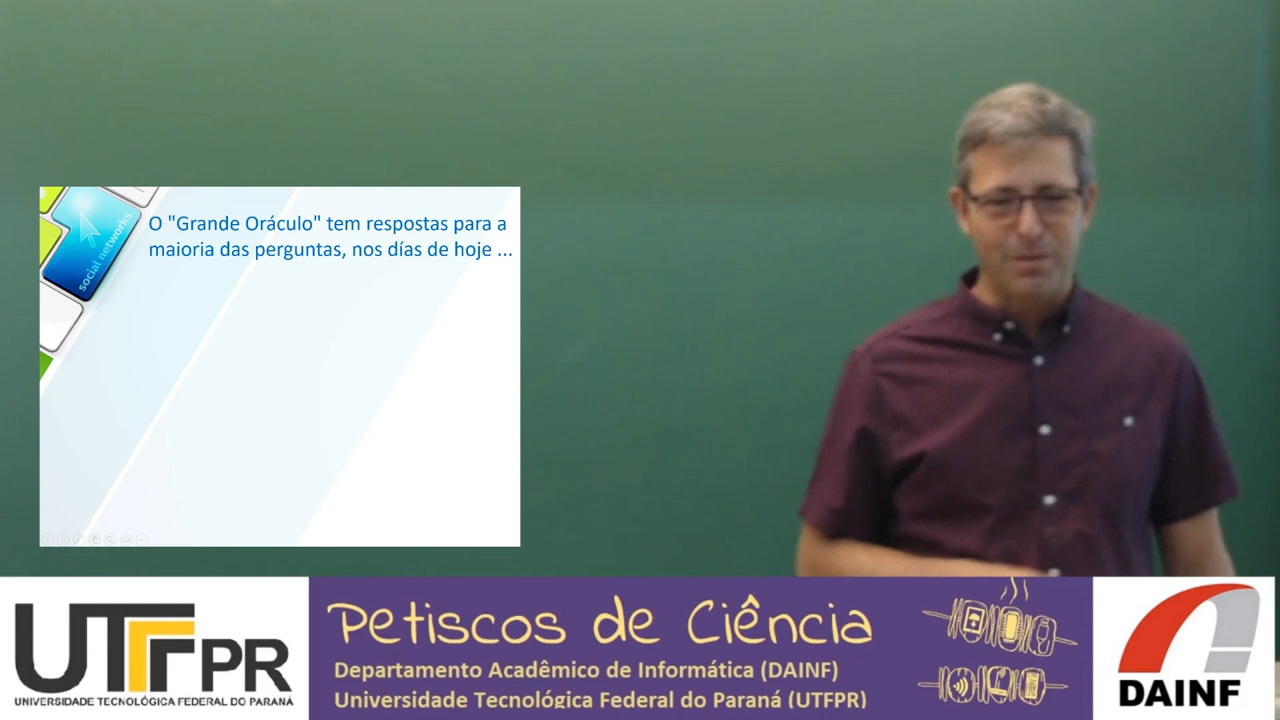 O "Grande Oráculo" tem respostas para a
maioria das perguntas, nos días de hoje ...
social networks
UTFPR
UNIVERSIDADE TECNOLÓGICA FEDERAL DO PARANÁ
Petiscos de Ciência
Departamento Acadêmico de Informática (DAINF)
Universidade Tecnológica Federal do Paraná (UTFPR)
DAINF